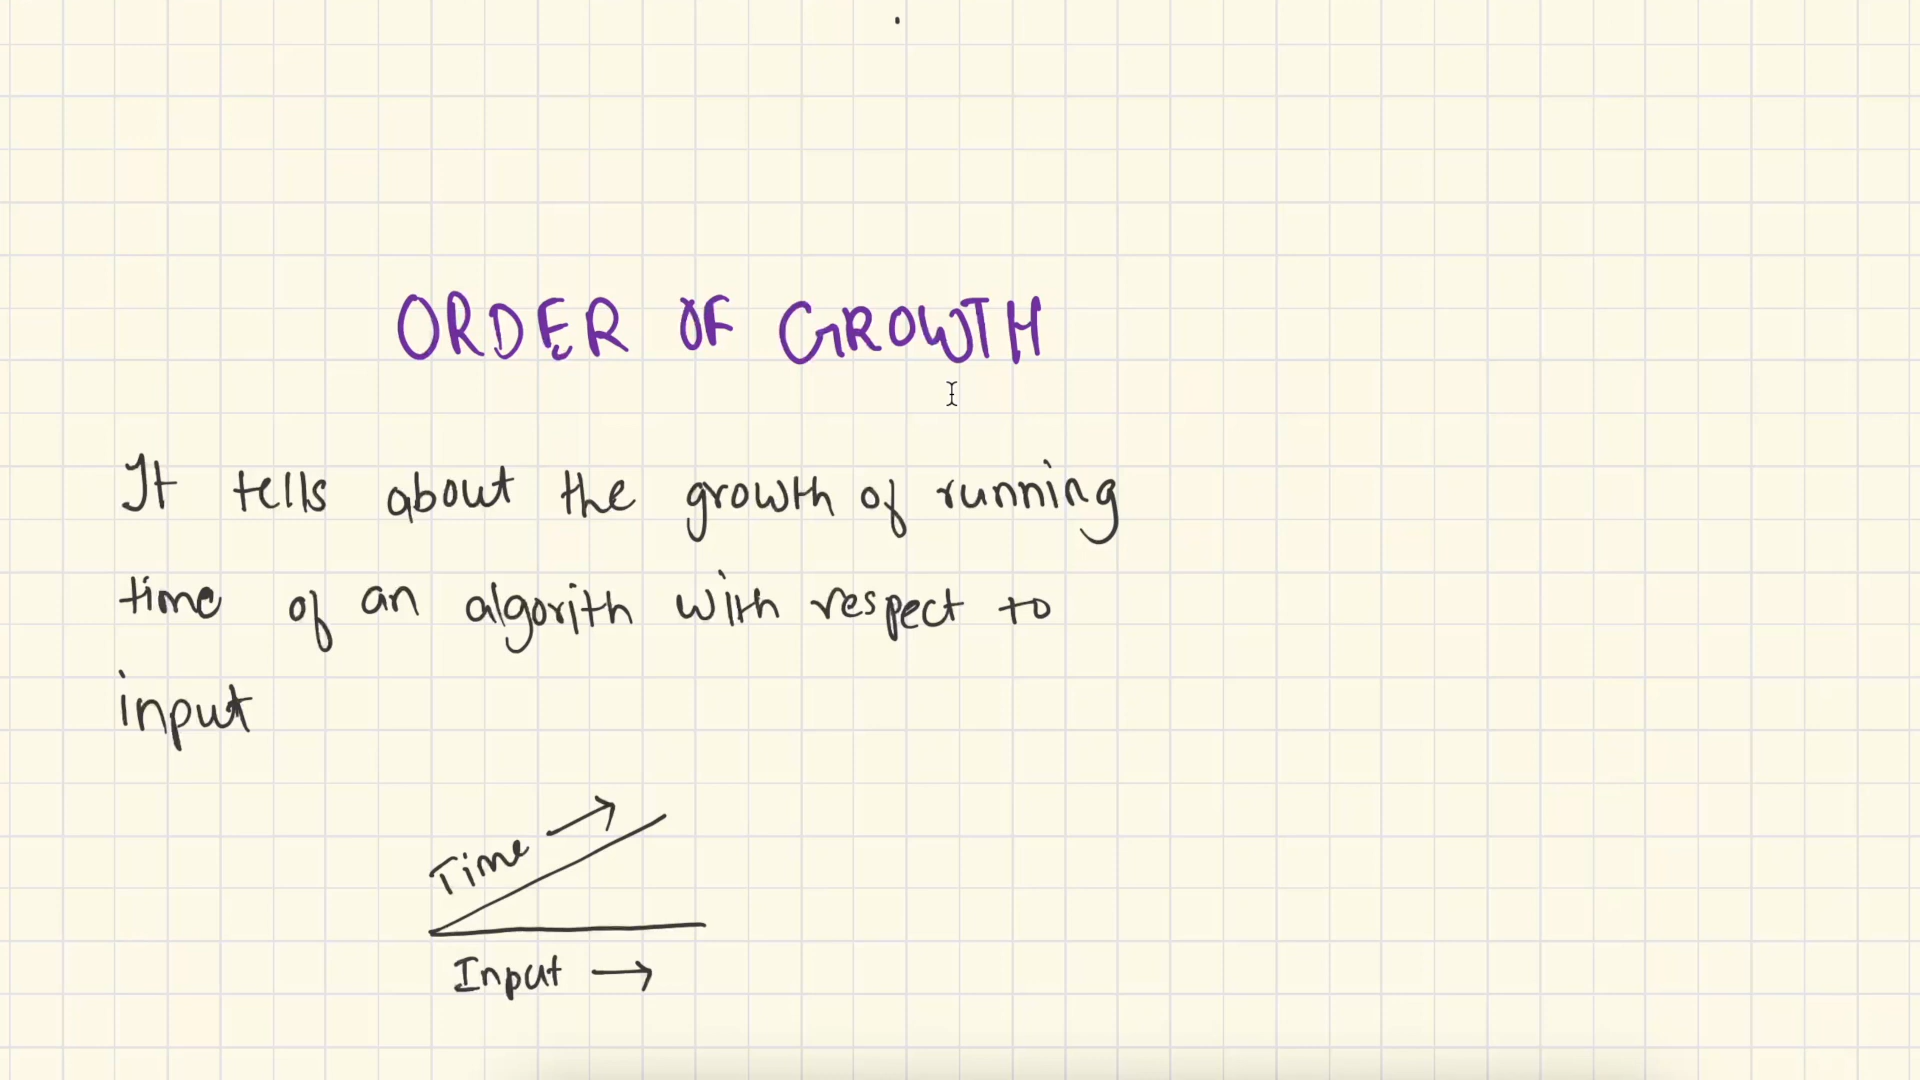 ORDER OF GROWTH
It tells about the growth of running
time of an algorith with respect to
input
Time →
Input →